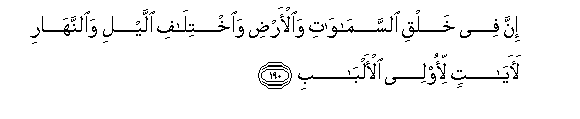 إِنَّ فِى خَلْقِ ٱلسَّمَـٰوَٰتِ وَٱلْأَرْضِ وَٱخْتِلَـٰفِ ٱلَّيْلِ وَٱلنَّهَارِ
لَـَٔايَـٰتٍ لِّأُو۟لِى ٱلْأَلْبَـٰبِ ١٩٠